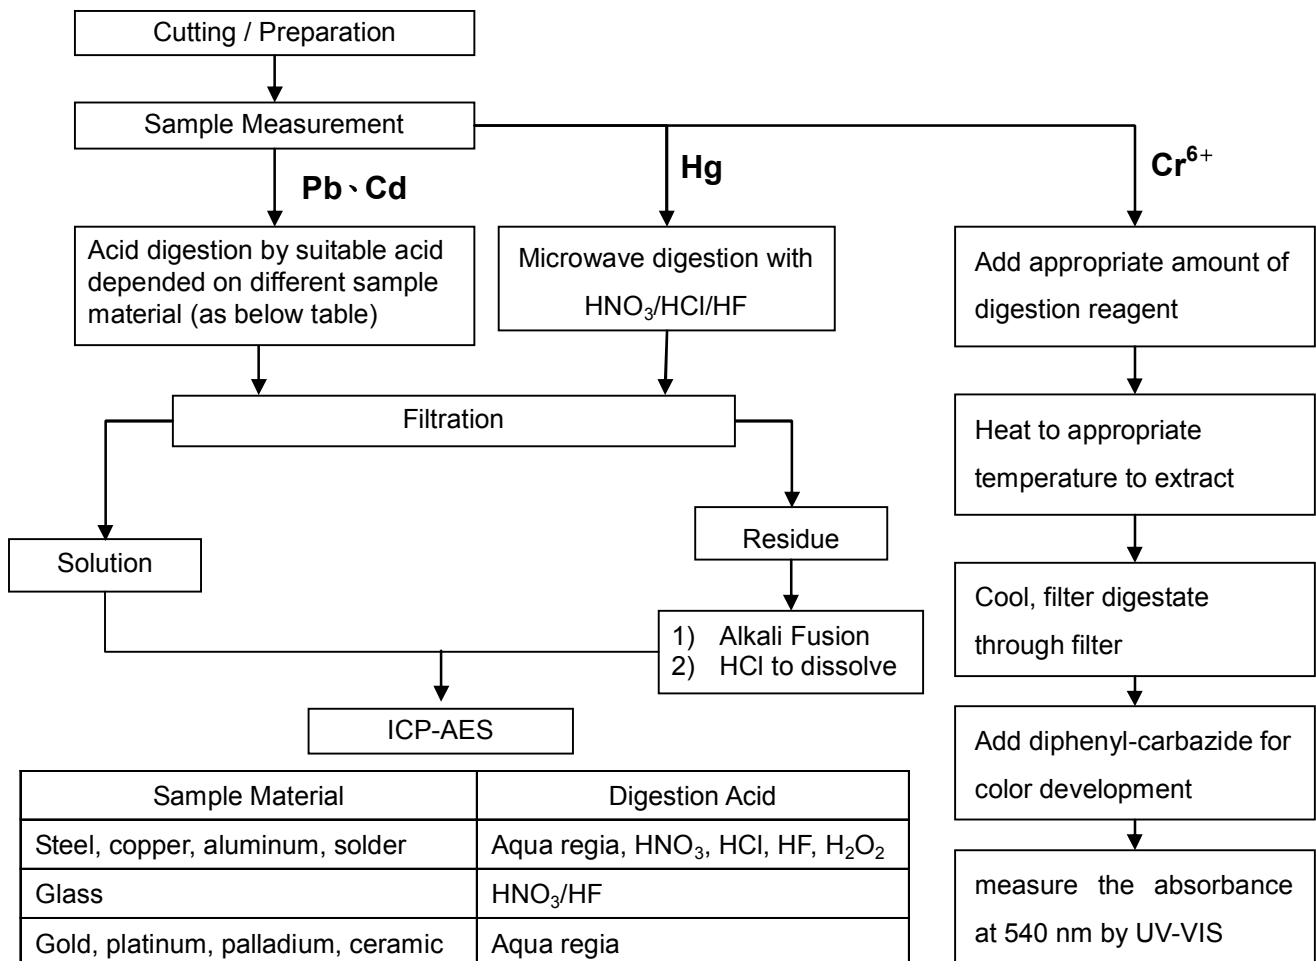 Cutting / Preparation
Sample Measurement
Pb、Cd
Hg
Cr⁶⁺
Acid digestion by suitable acid
depended on different sample
material (as below table)
Microwave digestion with
HNO₃/HCl/HF
Add appropriate amount of
digestion reagent
Filtration
Heat to appropriate
temperature to extract
Solution
Residue
1) Alkali Fusion
2) HCl to dissolve
Cool, filter digestate
through filter
ICP-AES
Add diphenyl-carbazide for
color development
Sample Material Digestion Acid
Steel, copper, aluminum, solder Aqua regia, HNO₃, HCl, HF, H₂O₂
Glass HNO₃/HF
Gold, platinum, palladium, ceramic Aqua regia
measure the absorbance
at 540 nm by UV-VIS